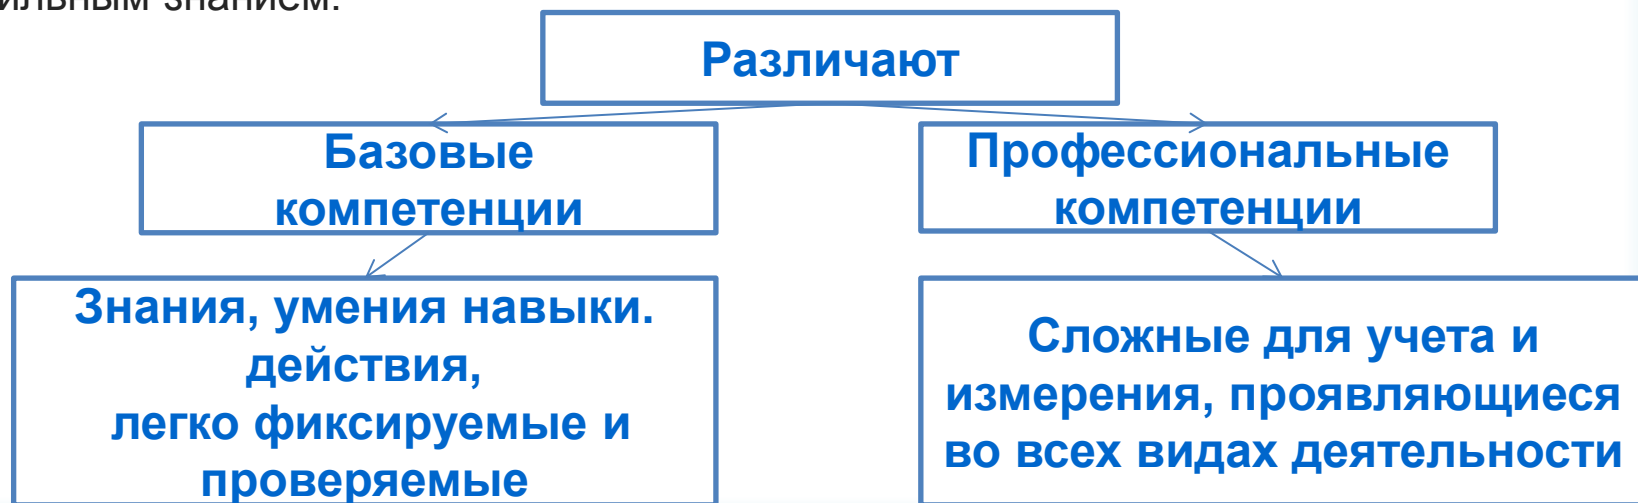 знанием.
Различают
Базовые
компетенции
Профессиональные
компетенции
Знания, умения навыки.
действия,
легко фиксируемые и
проверяемые
Сложные для учета и
измерения, проявляющиеся
во всех видах деятельности